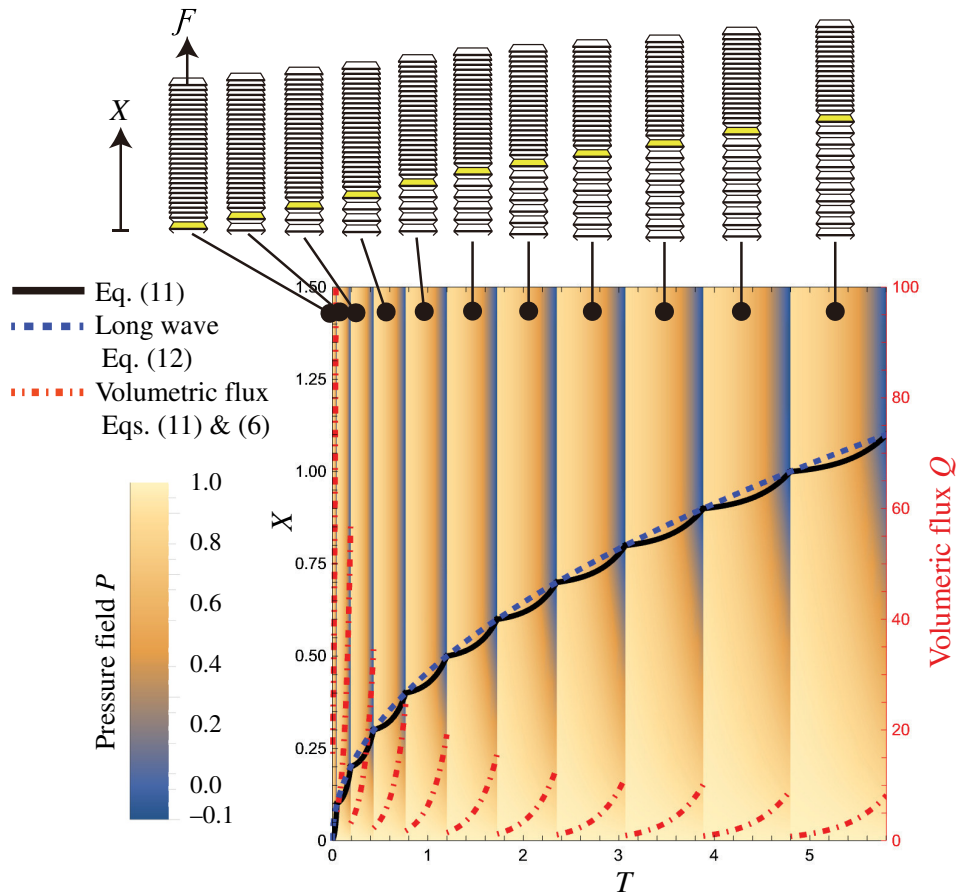 F
X
Eq. (11)
Long wave
Eq. (12)
Volumetric flux
Eqs. (11) & (6)
Pressure field P
1.0
0.8
0.6
0.4
0.2
0.0
–0.1
X
1.50
1.25
1.00
0.75
0.50
0.25
0
0 1 2 3 4 5
T
100
80
60
40
20
0
Volumeric flux Q